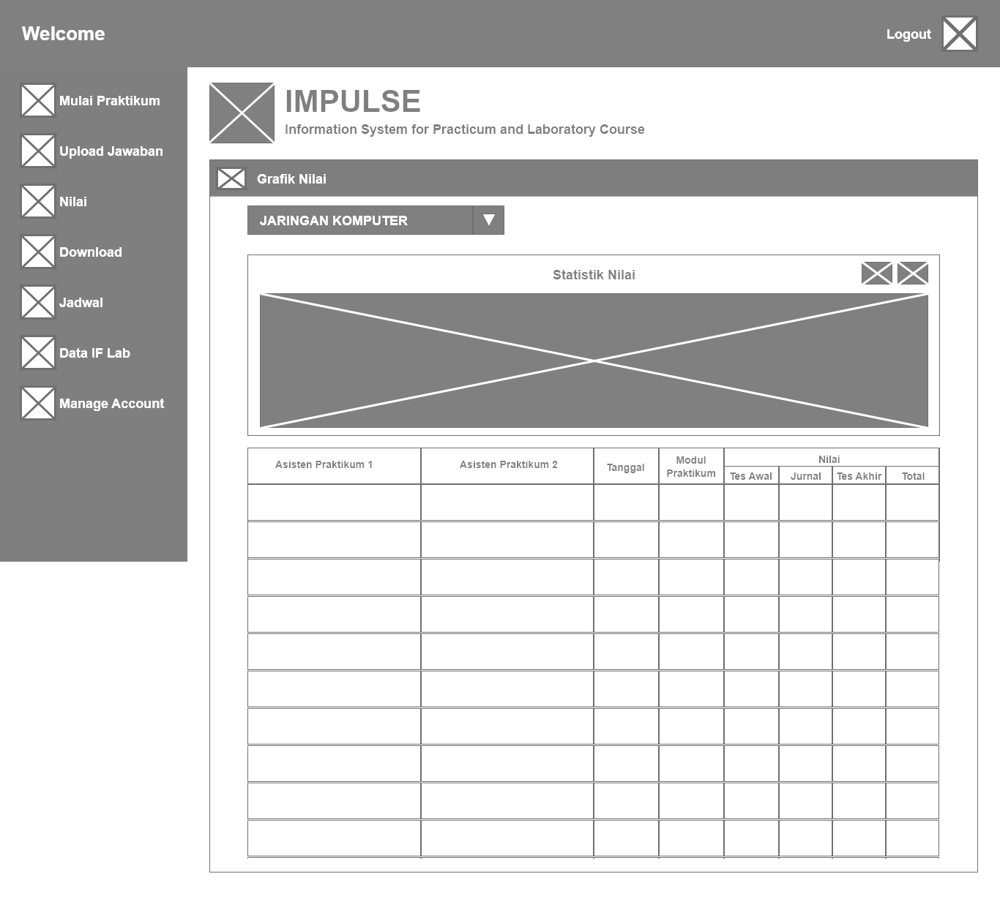 Welcome
Logout
Mulai Praktikum
Upload Jawaban
Nilai
Download
Jadwal
Data IF Lab
Manage Account
IMPULSE
Information System for Practicum and Laboratory Course
Grafik Nilai
JARINGAN KOMPUTER
Statistik Nilai
Asisten Praktikum 1
Asisten Praktikum 2
Tanggal
Modul
Praktikum
Nilai
Tes Awal
Jurnal
Tes Akhir
Total